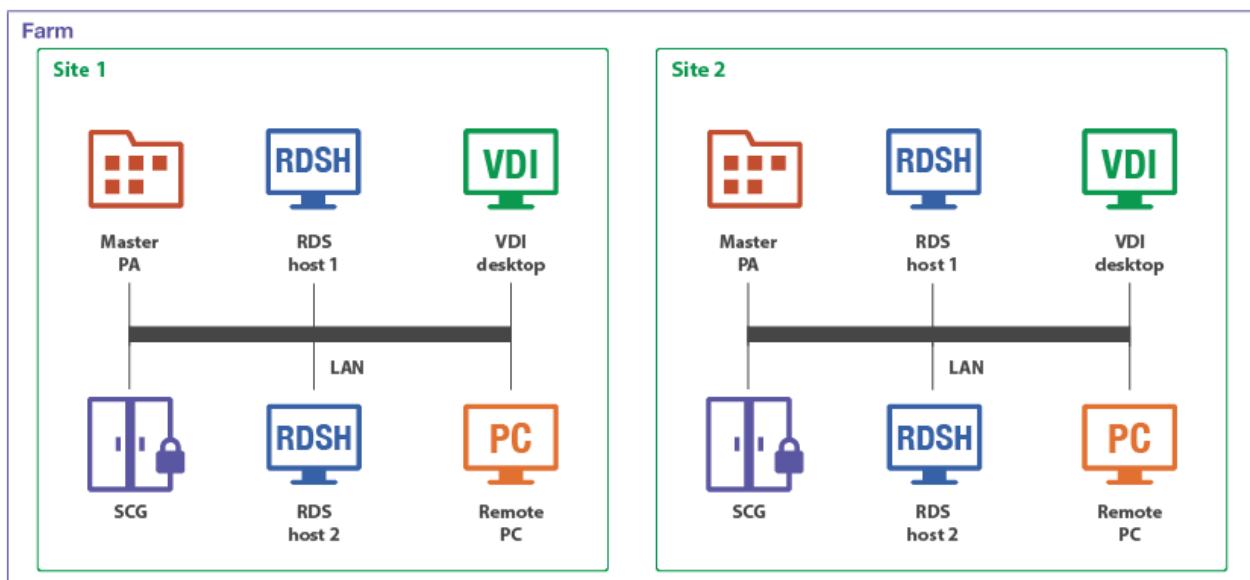 Farm
Site 1
RDSH
VDI
Master
PA
RDS
host 1
VDI
desktop
LAN
RDSH
PC
SCG
RDS
host 2
Remote
PC
Site 2
RDSH
VDI
Master
PA
RDS
host 1
VDI
desktop
LAN
RDSH
PC
SCG
RDS
host 2
Remote
PC